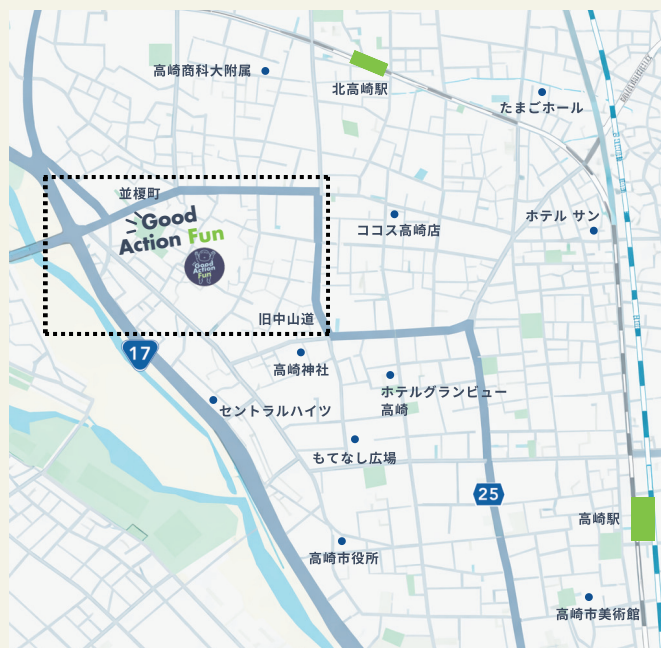 高崎商科大附属
北高崎駅
たまごホール
並榎町
Good
Action Fun
Good
Action
Fun
ココス高崎店
ホテル サン
旧中山道
17
高崎神社
ホテルグランビュー
高崎
セントラルハイツ
もてなし広場
25
高崎駅
高崎市役所
高崎市美術館